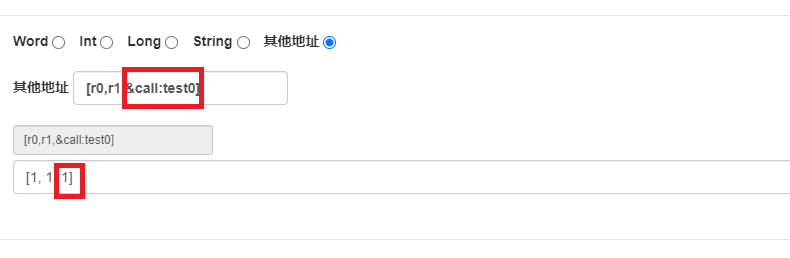 Word Int Long String 其他地址
其他地址 [r0,r1,&call:test0]
[r0,r1,&call:test0]
[1, 1, 1]